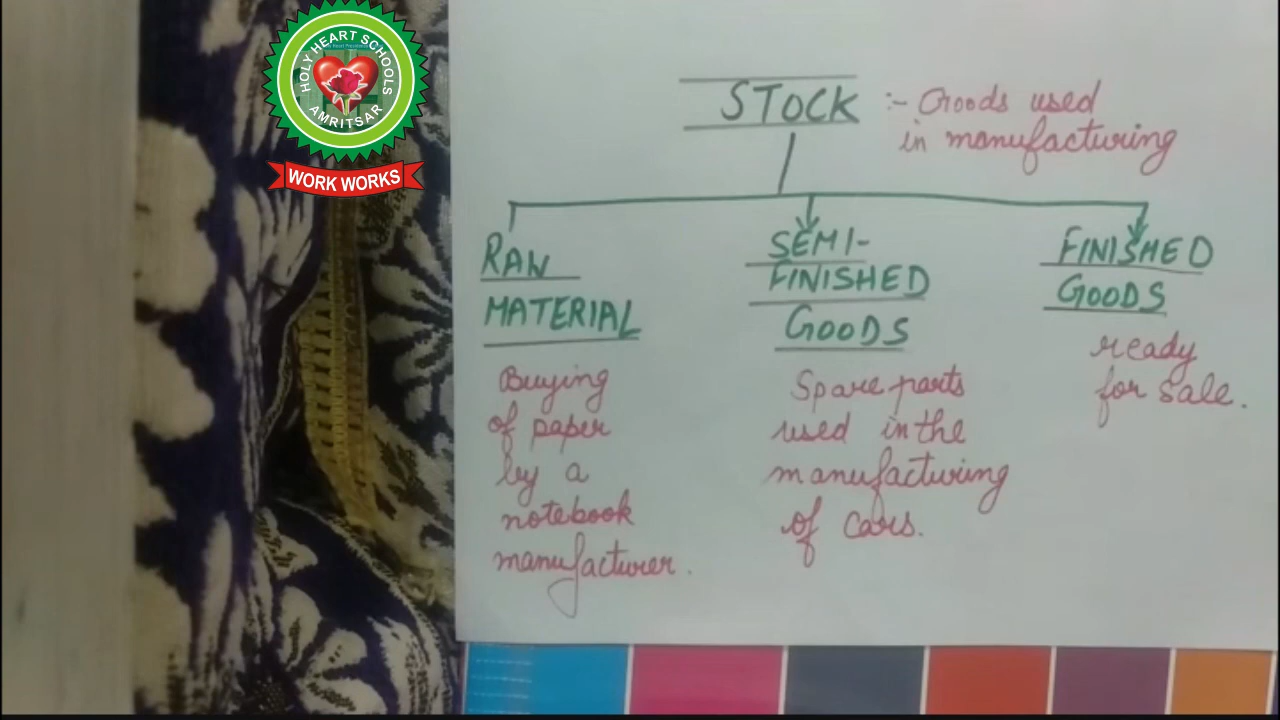 HOLY HEART SCHOOLS
AMRITSAR
WORK WORKS
STOCK :- Goods used
in manufacturing
RAW
MATERIAL
Buying
of paper
by a
notebook
manufacturer.
SEMI-
FINISHED
GOODS
Spare parts
used in the
manufacturing
of cars.
FINISHED
GOODS
ready
for sale.